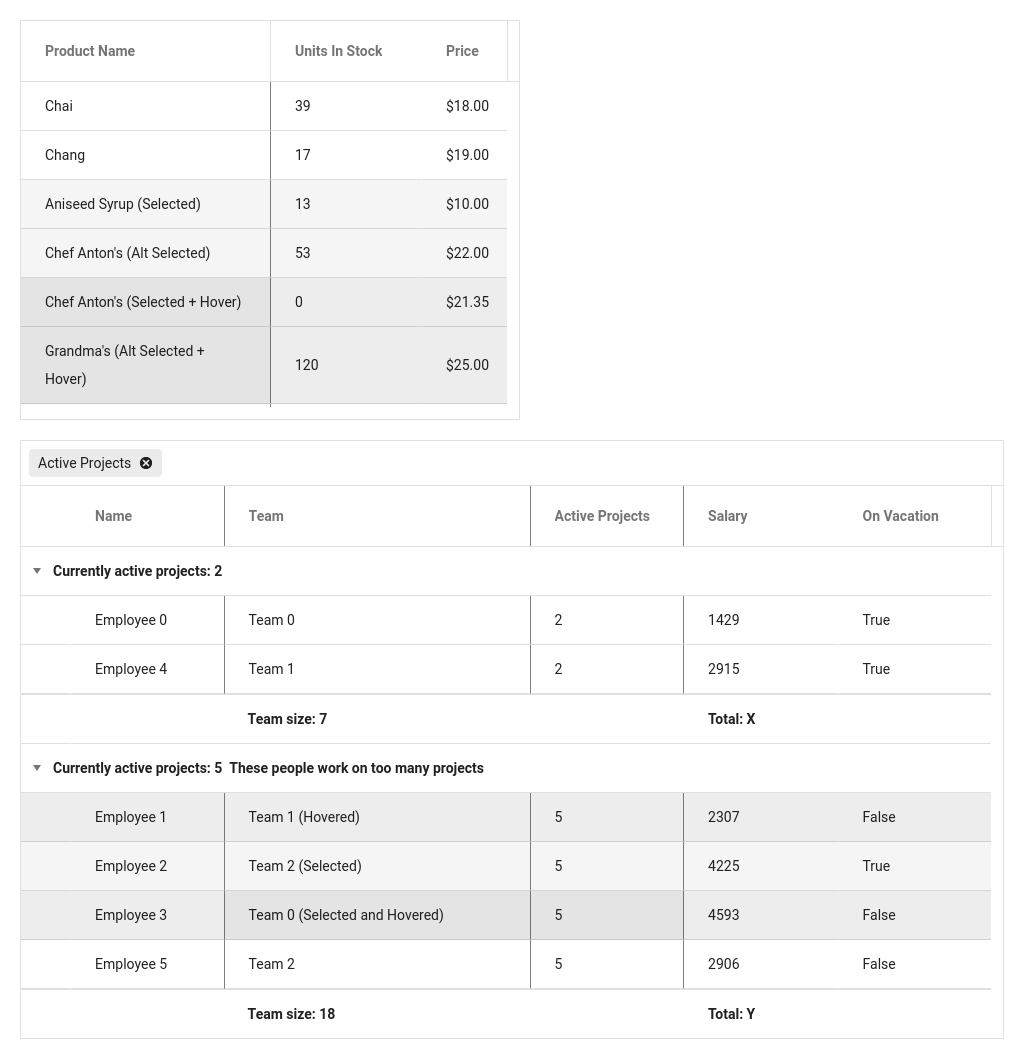 Product Name Units In Stock Price
Chai 39 $18.00
Chang 17 $19.00
Aniseed Syrup (Selected) 13 $10.00
Chef Anton's (Alt Selected) 53 $22.00
Chef Anton's (Selected + Hover) 0 $21.35
Grandma's (Alt Selected +
Hover) 120 $25.00
Active Projects
Name Team Active Projects Salary On Vacation
Currently active projects: 2
Employee 0 Team 0 2 1429 True
Employee 4 Team 1 2 2915 True
Team size: 7 Total: X
Currently active projects: 5 These people work on too many projects
Employee 1 Team 1 (Hovered) 5 2307 False
Employee 2 Team 2 (Selected) 5 4225 True
Employee 3 Team 0 (Selected and Hovered) 5 4593 False
Employee 5 Team 2 5 2906 False
Team size: 18 Total: Y